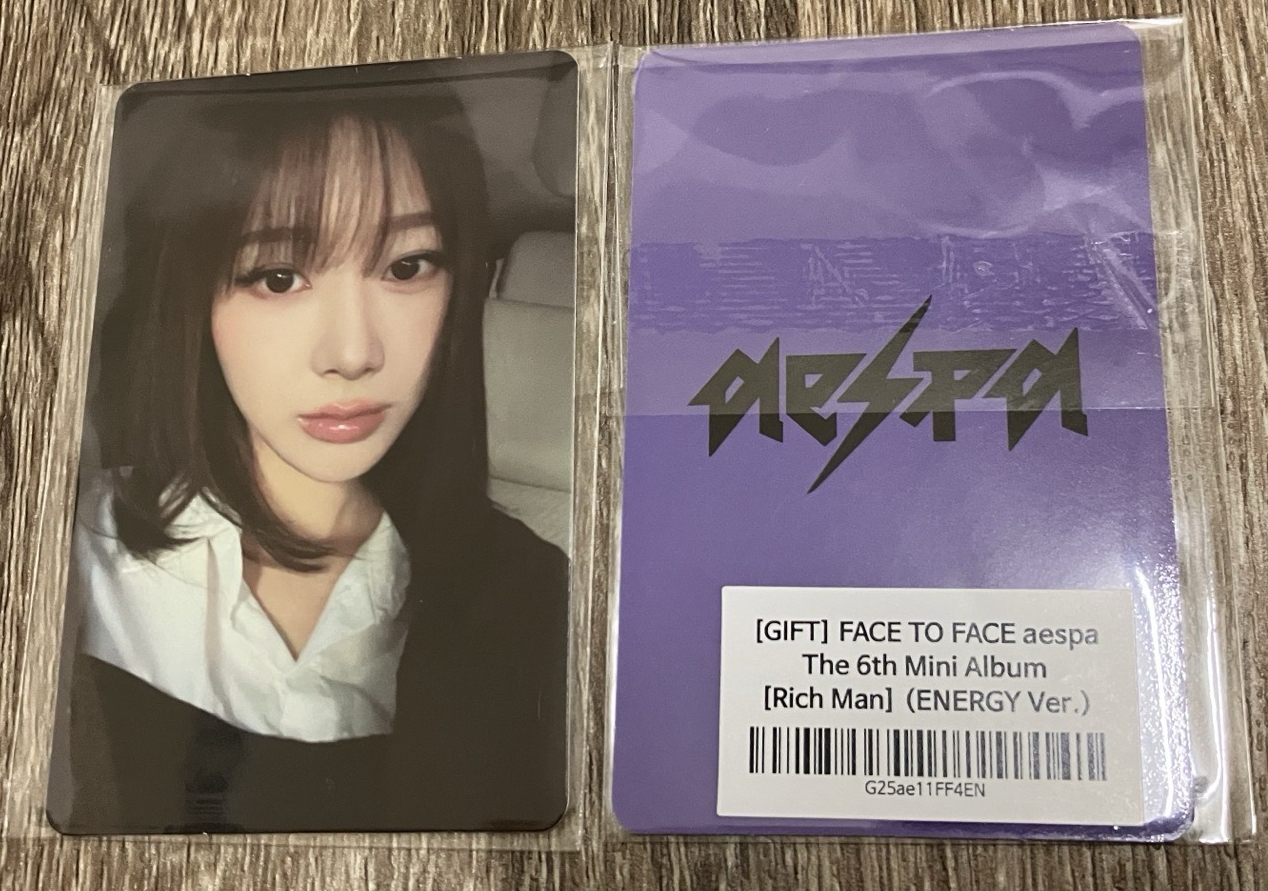 aespa
[GIFT] FACE TO FACE aespa
The 6th Mini Album
[Rich Man] (ENERGY Ver.)
G25ae11FF4EN